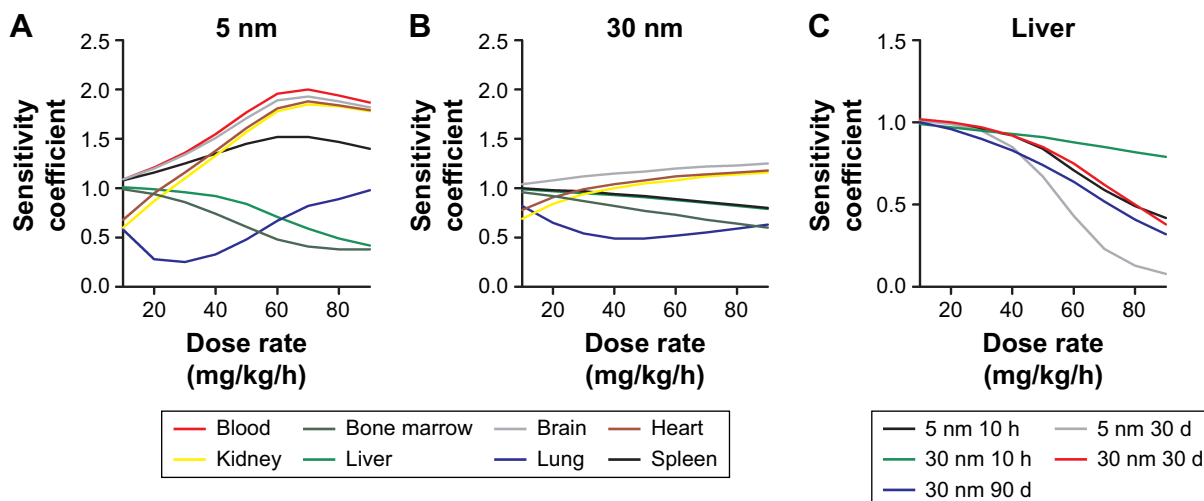 A
5 nm
B
30 nm
C
Liver
Sensitivity
coefficient
2.5
2.0
1.5
1.0
0.5
0.0
20
40
60
80
Dose rate
(mg/kg/h)
Sensitivity
coefficient
2.5
2.0
1.5
1.0
0.5
0.0
20
40
60
80
Dose rate
(mg/kg/h)
Sensitivity
coefficient
1.5
1.0
0.5
0.0
20
40
60
80
Dose rate
(mg/kg/h)
Blood Bone marrow Brain Heart
Kidney Liver Lung Spleen
5 nm 10 h 5 nm 30 d
30 nm 10 h 30 nm 30 d
30 nm 90 d